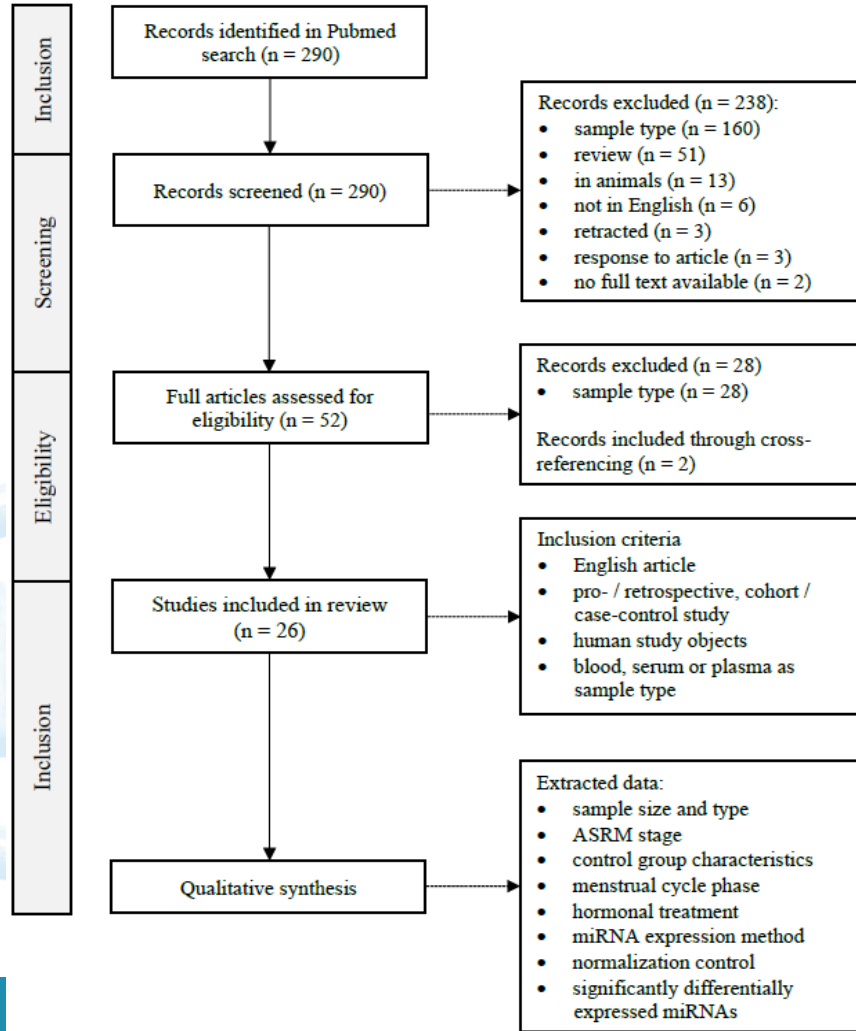 Inclusion
Records identified in Pubmed
search (n = 290)
Records excluded (n = 238):
• sample type (n = 160)
• review (n = 51)
• in animals (n = 13)
• not in English (n = 6)
• retracted (n = 3)
• response to article (n = 3)
• no full text available (n = 2)
Screening
Records screened (n = 290)
Eligibility
Full articles assessed for
eligibility (n = 52)
Records excluded (n = 28)
• sample type (n = 28)
Records included through cross-
referencing (n = 2)
Inclusion
Studies included in review
(n = 26)
Inclusion criteria
• English article
• pro- / retrospective, cohort /
case-control study
• human study objects
• blood, serum or plasma as
sample type
Qualitative synthesis
Extracted data:
• sample size and type
• ASRM stage
• control group characteristics
• menstrual cycle phase
• hormonal treatment
• miRNA expression method
• normalization control
• significantly differentially
expressed miRNAs